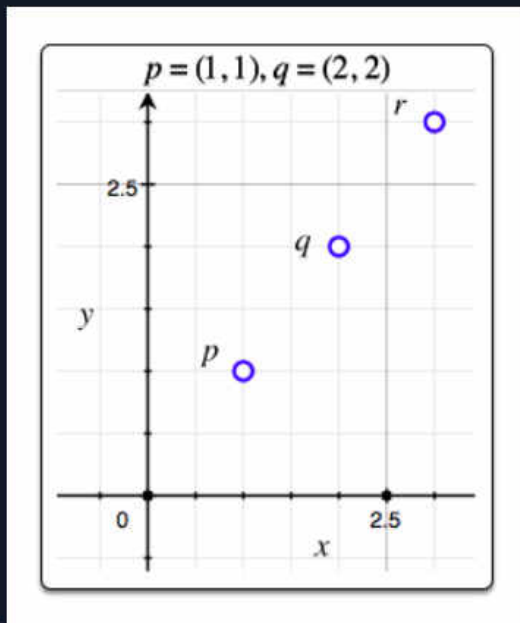 p = (1, 1), q = (2, 2)
r
2.5
q
y
p
0
2.5
x